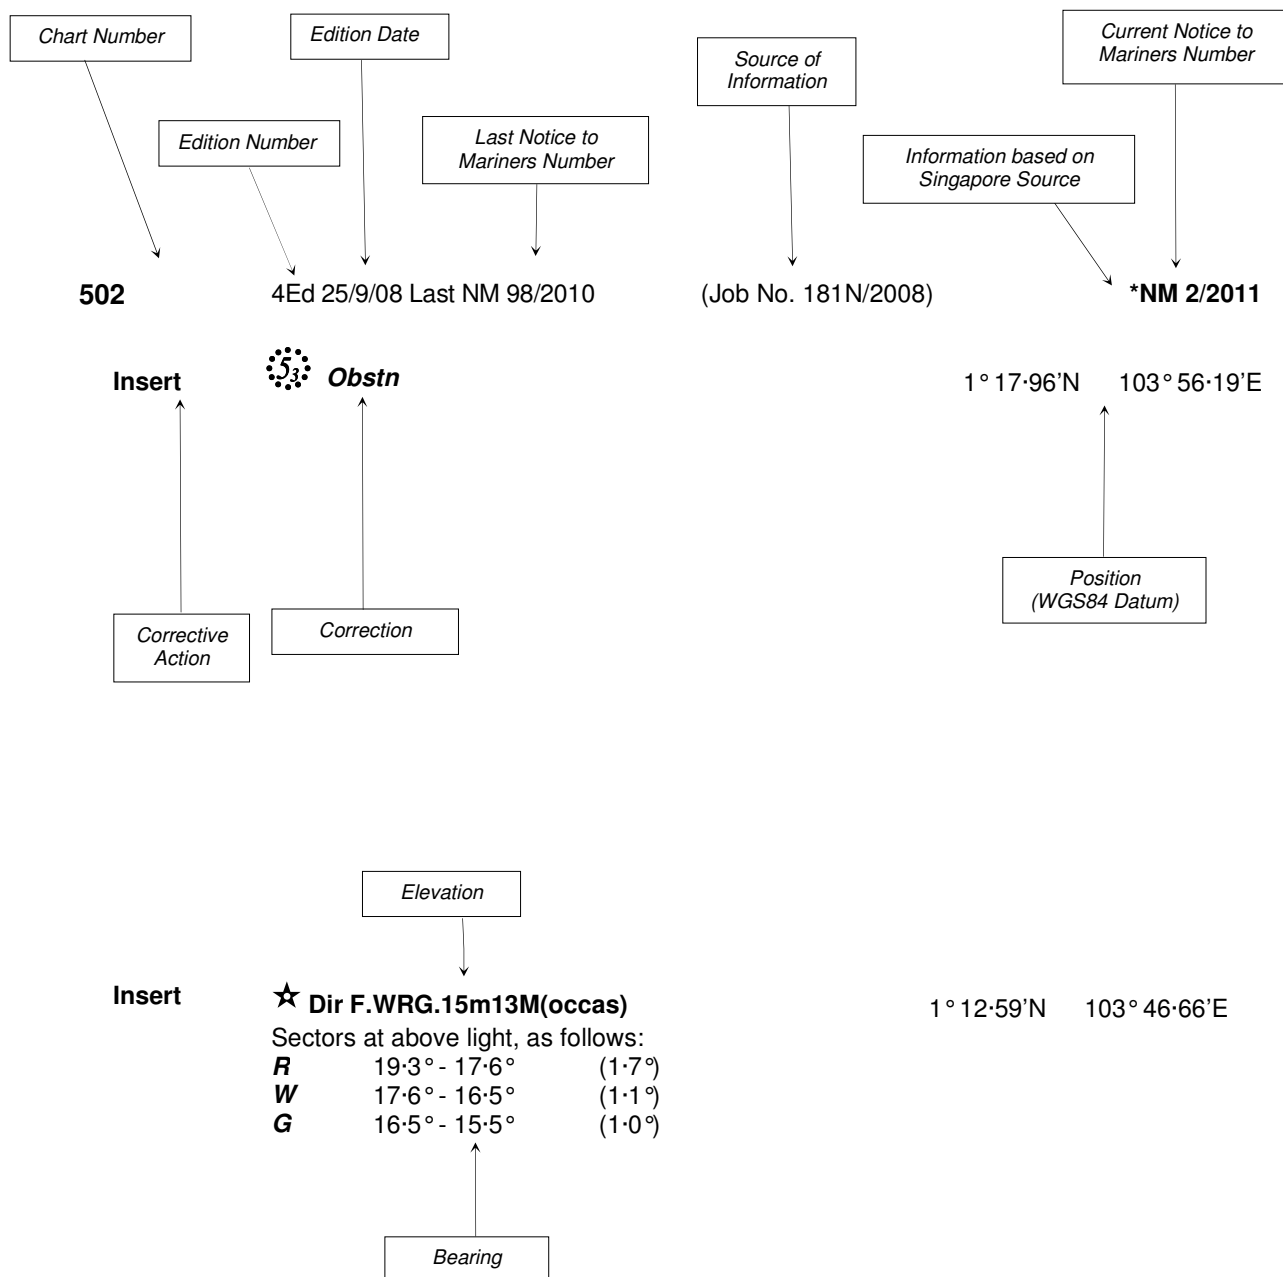 Chart Number
Edition Date
Source of
Information
Current Notice to
Mariners Number
Edition Number
Last Notice to
Mariners Number
Information based on
Singapore Source
502 4Ed 25/9/08 Last NM 98/2010 (Job No. 181N/2008) *NM 2/2011
Insert 5₃ Obstn 1° 17·96'N 103° 56·19'E
Position
(WGS84 Datum)
Corrective
Action
Correction
Elevation
Insert Dir F.WRG.15m13M(occas) 1° 12·59'N 103° 46·66'E
Sectors at above light, as follows:
R 19·3° - 17·6° (1·7°)
W 17·6° - 16·5° (1·1°)
G 16·5° - 15·5° (1·0°)
Bearing